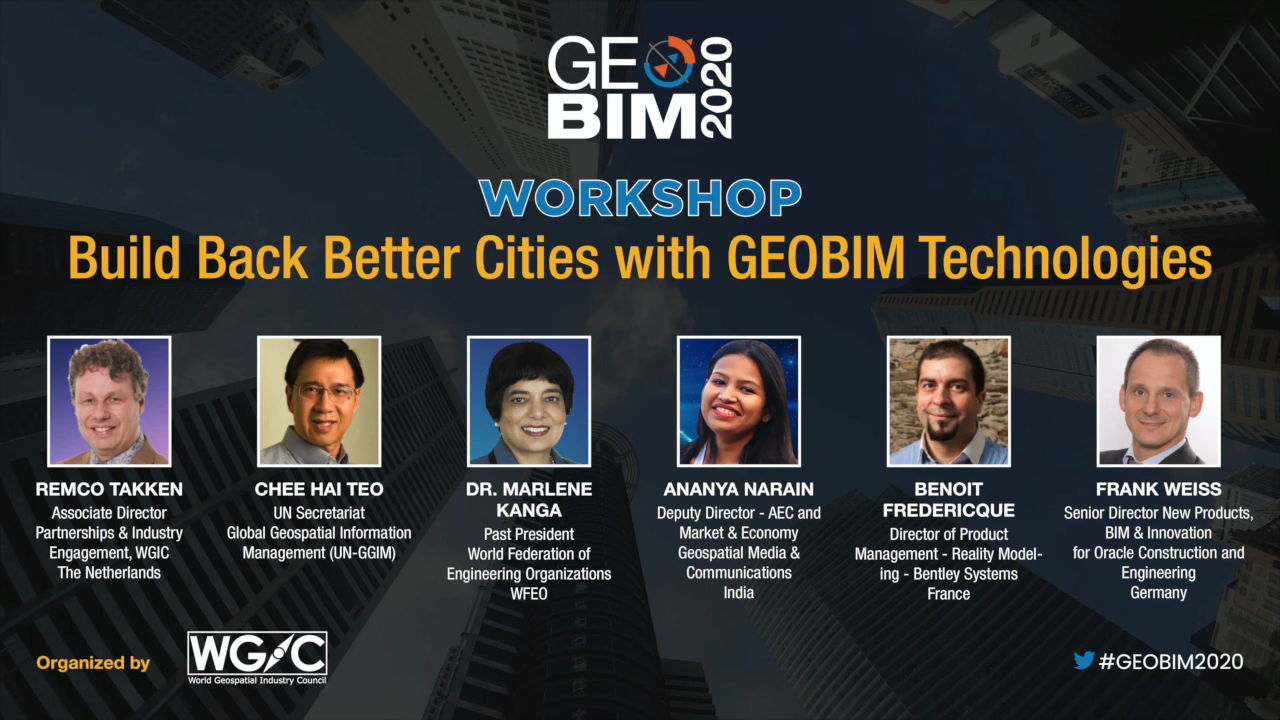 GEO
BIM
2020
WORKSHOP
Build Back Better Cities with GEOBIM Technologies
REMCO TAKKEN
Associate Director
Partnerships & Industry
Engagement, WGIC
The Netherlands
CHEE HAI TEO
UN Secretariat
Global Geospatial Information
Management (UN-GGIM)
DR. MARLENE
KANGA
Past President
World Federation of
Engineering Organizations
WFEO
ANANYA NARAIN
Deputy Director - AEC and
Market & Economy
Geospatial Media &
Communications
India
BENOIT
FREDERICQUE
Director of Product
Management - Reality Model-
ing - Bentley Systems
France
FRANK WEISS
Senior Director New Products,
BIM & Innovation
for Oracle Construction and
Engineering
Germany
Organized by
WGIC
World Geospatial Industry Council
#GEOBIM2020